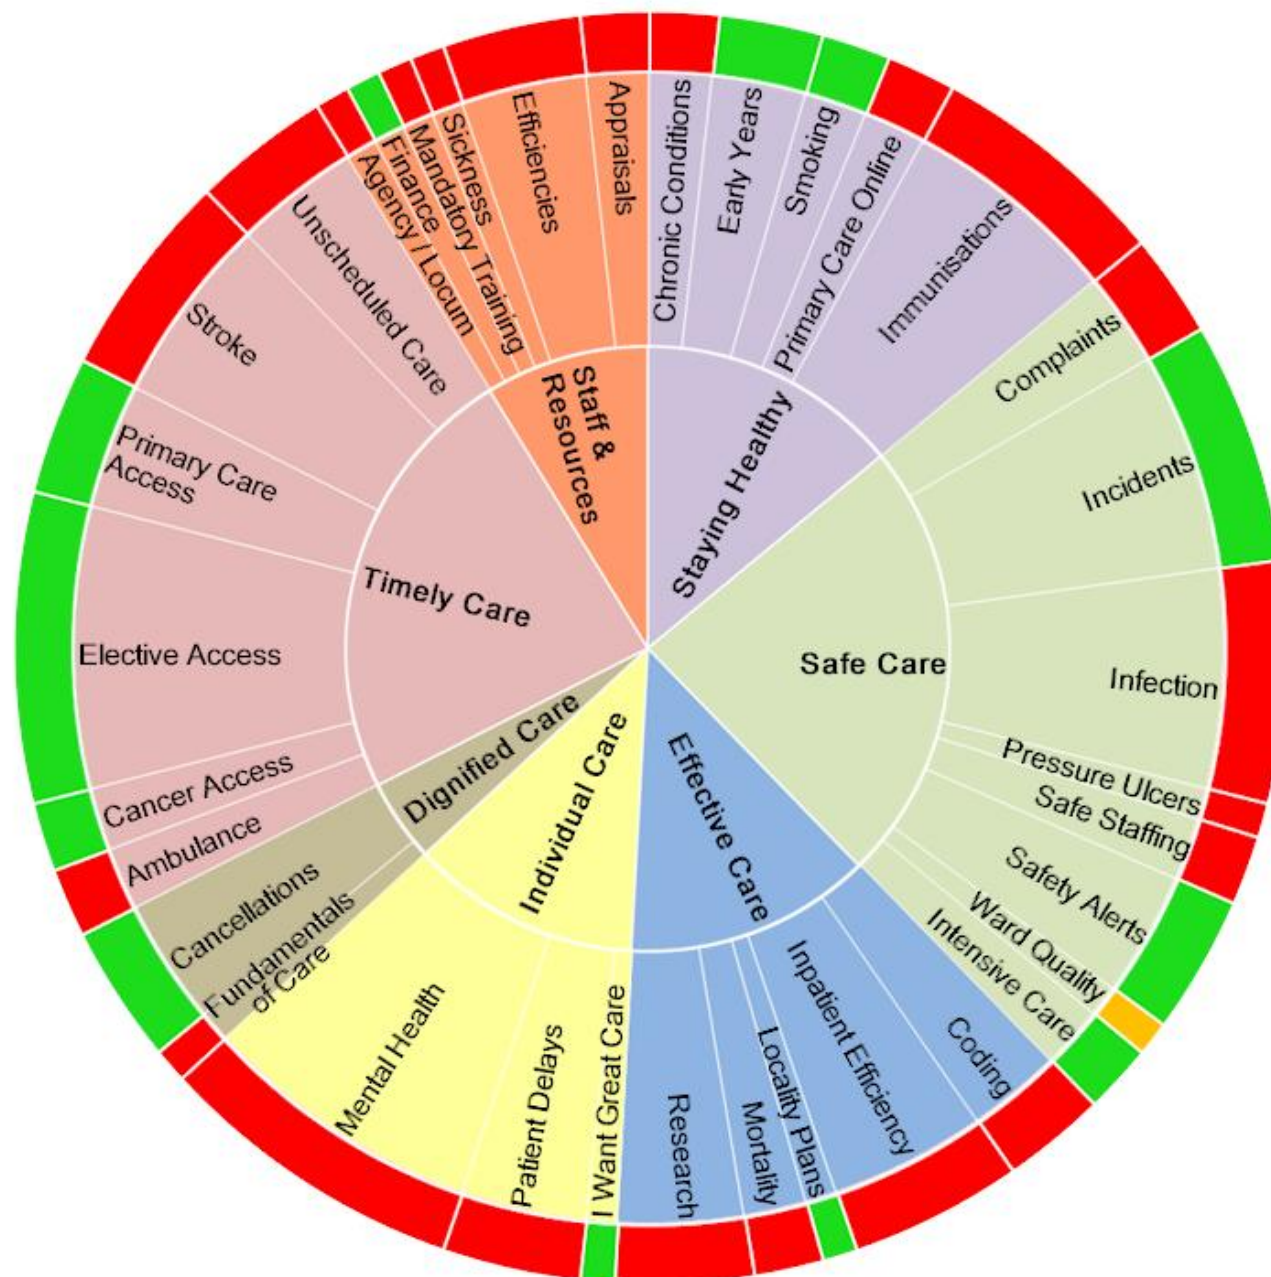 Staying Healthy
Chronic Conditions
Early Years
Smoking
Primary Care Online
Immunisations
Safe Care
Complaints
Incidents
Infection
Pressure Ulcers
Safe Staffing
Safety Alerts
Ward Quality
Intensive Care
Effective Care
Coding
Inpatient Efficiency
Locality Plans
Mortality
Research
Individual Care
I Want Great Care
Patient Delays
Mental Health
Dignified Care
Fundamentals
of Care
Cancellations
Timely Care
Ambulance
Cancer Access
Elective Access
Primary Care
Access
Stroke
Unscheduled Care
Staff &
Resources
Agency / Locum
Finance
Mandatory Training
Sickness
Efficiencies
Appraisals